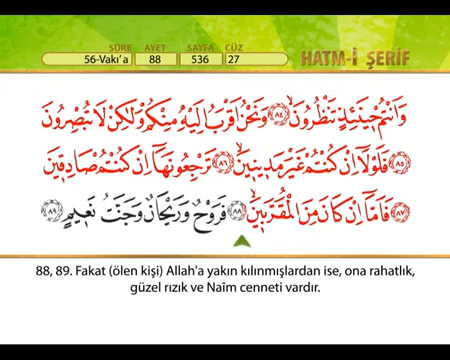 SÛRE AYET SAYFA CÜZ
56-Vakı'a 88 536 27 HATM-İ ŞERİF
وَاَنْتُمْ حٖينَئِذٍ تَنْظُرُونَ ﴿٨٤﴾ وَنَحْنُ اَقْرَبُ اِلَيْهِ مِنْكُمْ وَلٰكِنْ لَا تُبْصِرُونَ
﴿٨٥﴾ فَلَوْلَٓا اِنْ كُنْتُمْ غَيْرَ مَدٖينٖينَ ﴿٨٦﴾ تَرْجِعُونَهَٓا اِنْ كُنْتُمْ صَادِقٖينَ
﴿٨٧﴾ فَاَمَّٓا اِنْ كَانَ مِنَ الْمُقَرَّبٖينَ ﴿٨٨﴾ فَرَوْحٌ وَرَيْحَانٌ وَجَنَّتُ نَعٖيمٍ ﴿٨٩﴾
88, 89. Fakat (ölen kişi) Allah'a yakın kılınmışlardan ise, ona rahatlık,
güzel rızık ve Naîm cenneti vardır.